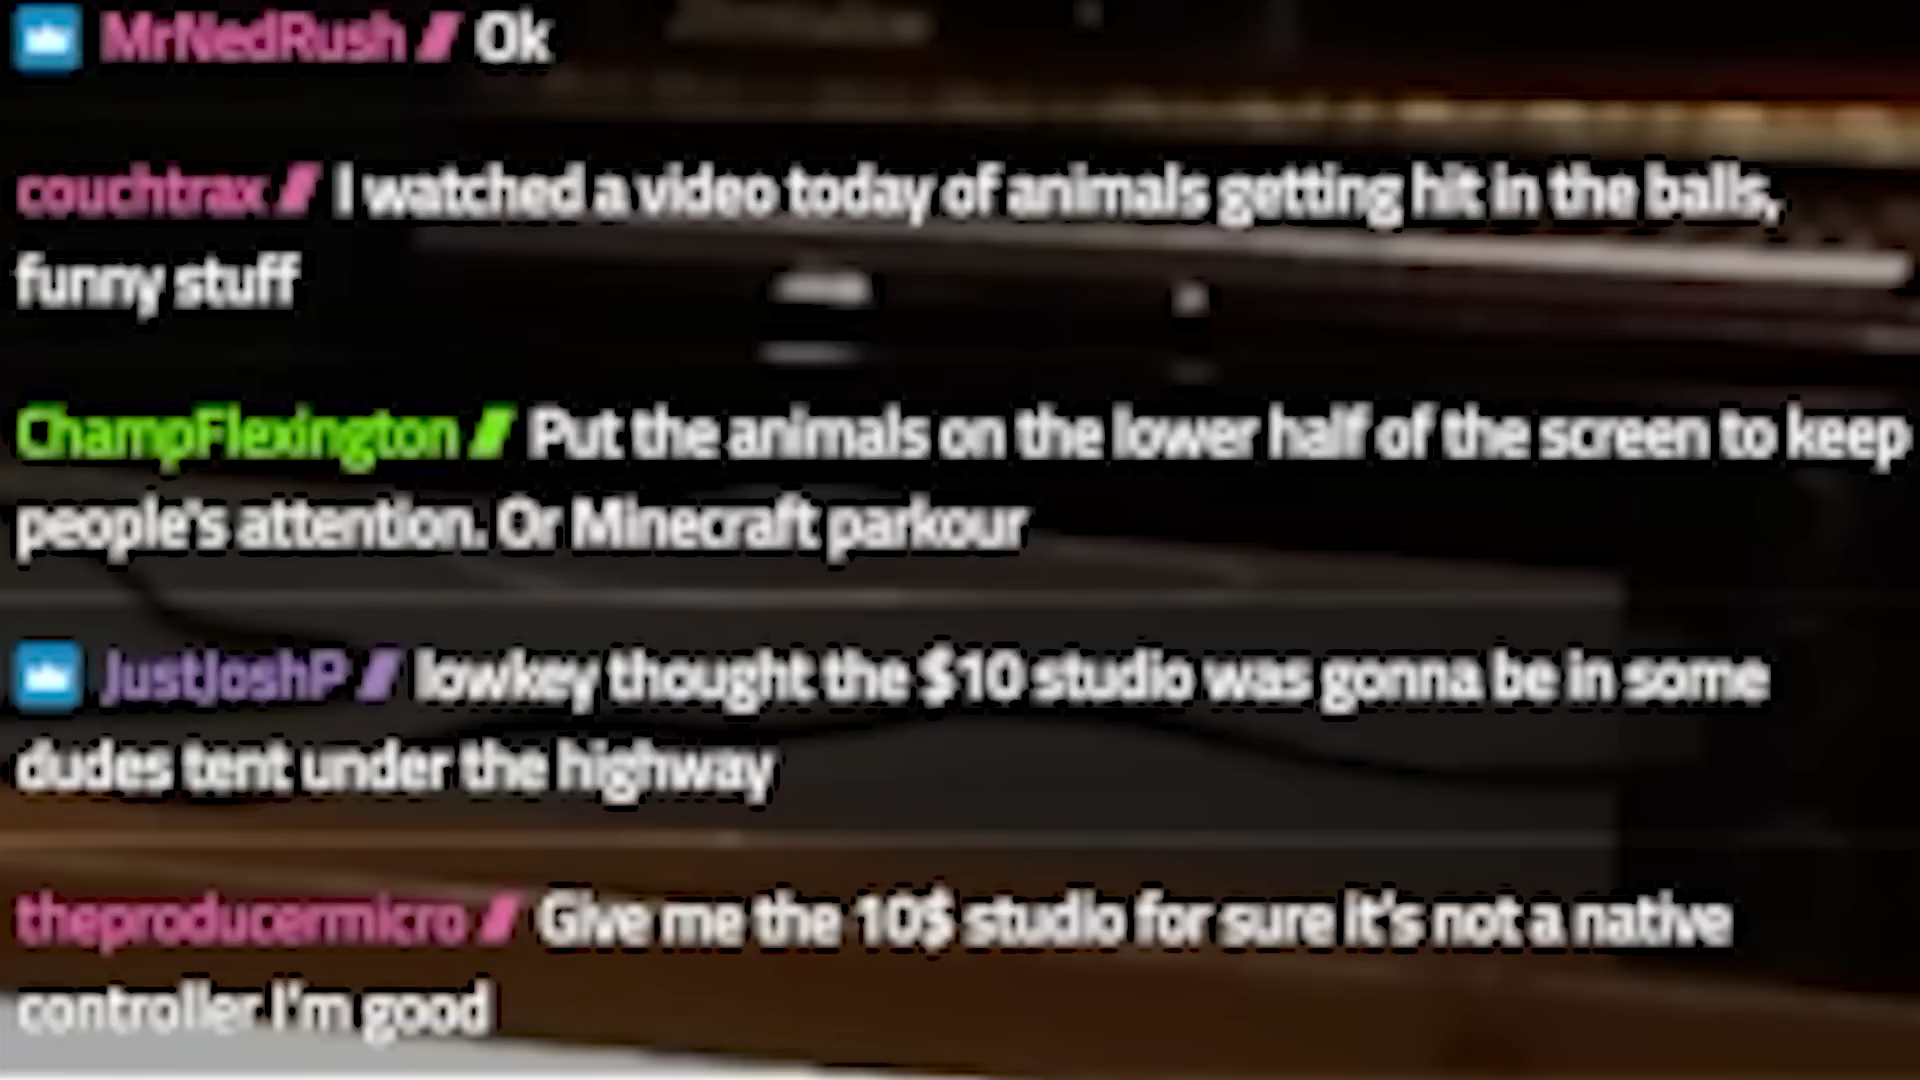 MrNedRush // Ok
couchtrax // I watched a video today of animals getting hit in the balls,
funny stuff
ChampFlexington // Put the animals on the lower half of the screen to keep
people's attention. Or Minecraft parkour
JustJoshP // lowkey thought the $10 studio was gonna be in some
dudes tent under the highway
theproducermicro // Give me the 10$ studio for sure it's not a native
controller I'm good